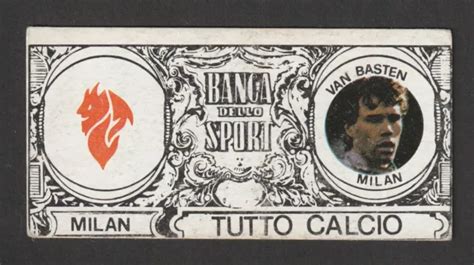 BANCA
DELLO
SPORT
VAN BASTEN
MILAN
MILAN
TUTTO CALCIO